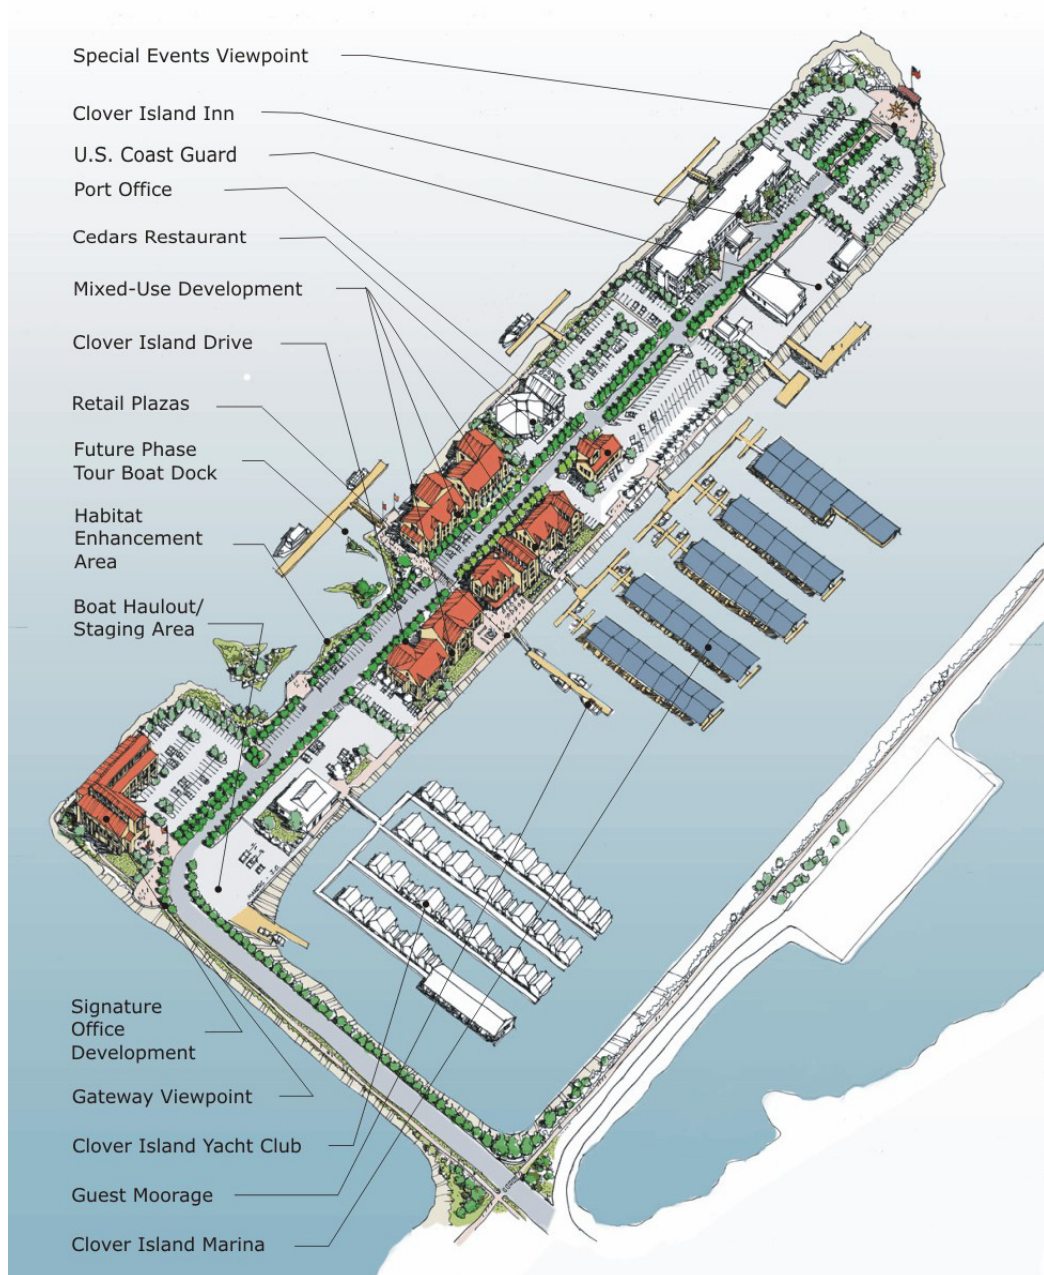 Special Events Viewpoint
Clover Island Inn
U.S. Coast Guard
Port Office
Cedars Restaurant
Mixed-Use Development
Clover Island Drive
Retail Plazas
Future Phase
Tour Boat Dock
Habitat
Enhancement
Area
Boat Haulout/
Staging Area
Signature
Office
Development
Gateway Viewpoint
Clover Island Yacht Club
Guest Moorage
Clover Island Marina